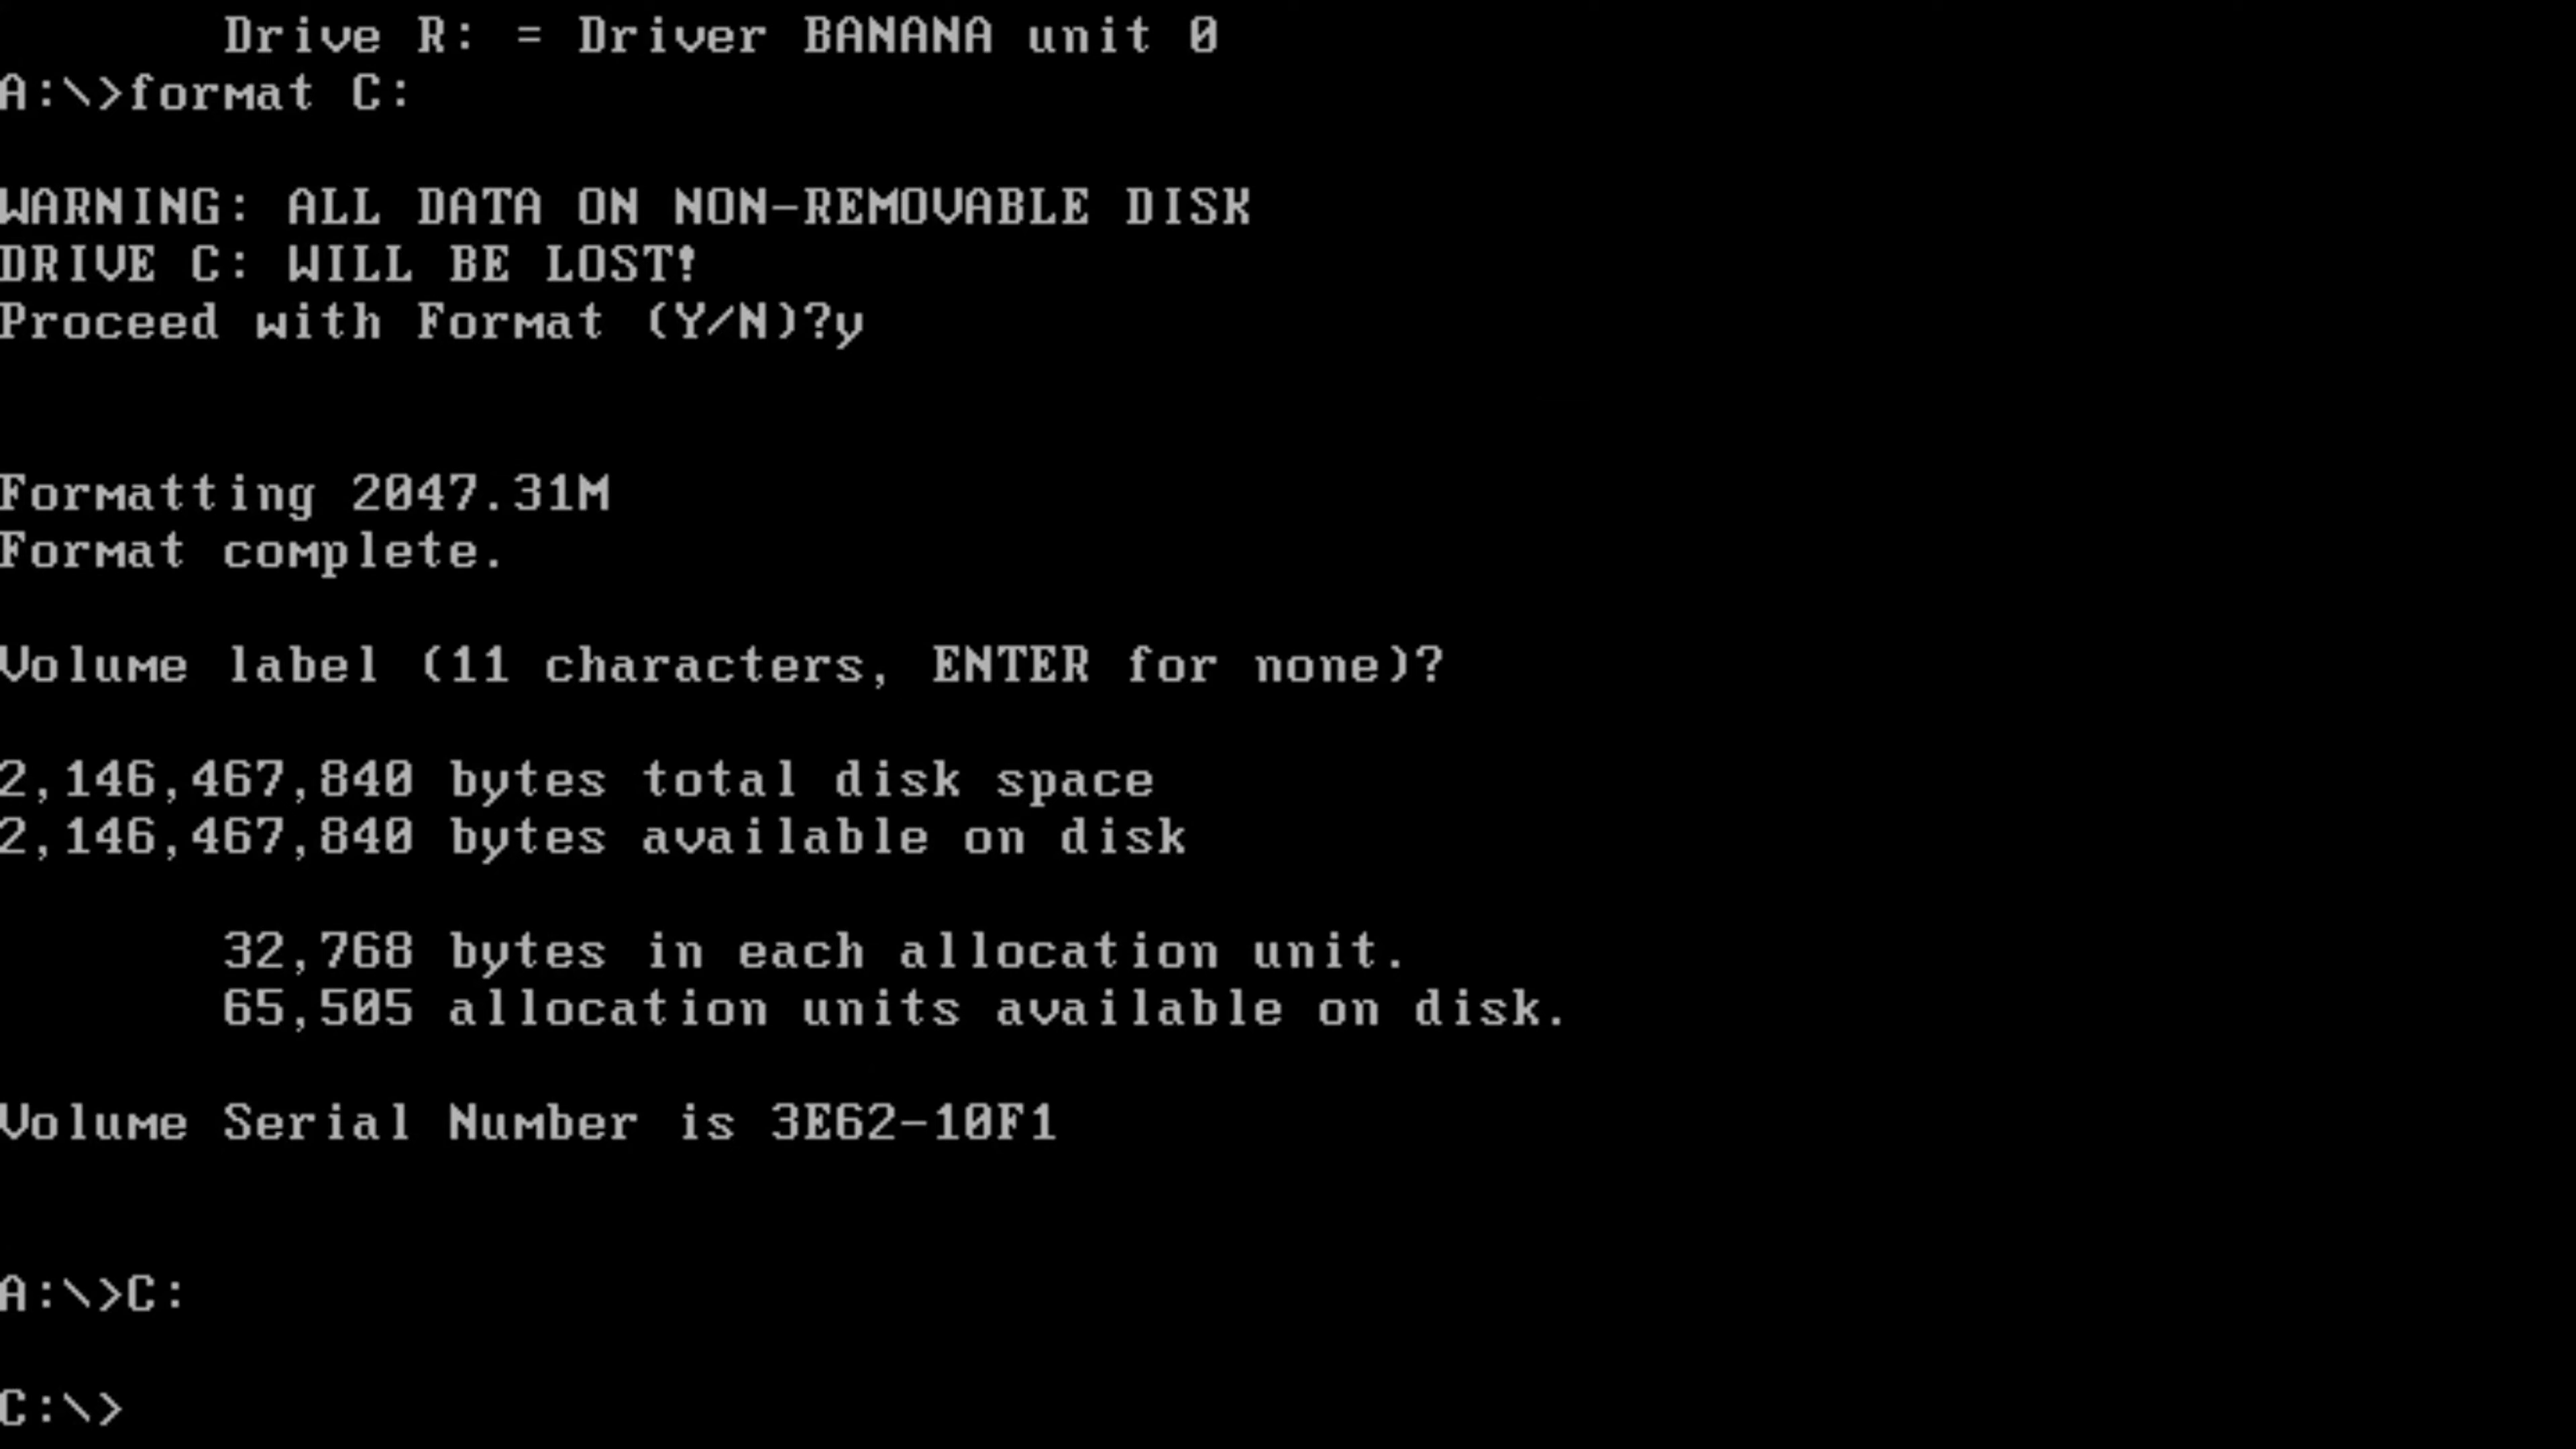 Drive R: = Driver BANANA unit 0
A:\>format C:
WARNING: ALL DATA ON NON-REMOVABLE DISK
DRIVE C: WILL BE LOST!
Proceed with Format (Y/N)?y
Formatting 2047.31M
Format complete.
Volume label (11 characters, ENTER for none)?
2,146,467,840 bytes total disk space
2,146,467,840 bytes available on disk
32,768 bytes in each allocation unit.
65,505 allocation units available on disk.
Volume Serial Number is 3E62-10F1
A:\>C:
C:\>